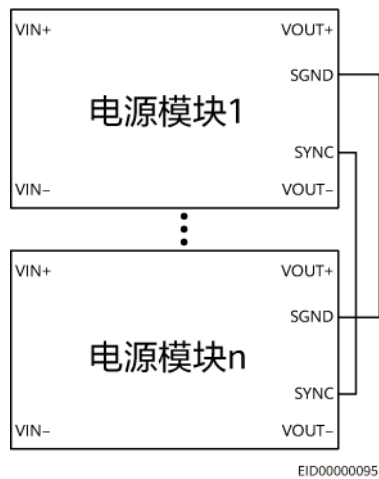 VIN+ VOUT+
SGND
电源模块1
SYNC
VIN− VOUT−
VIN+ VOUT+
SGND
电源模块n
SYNC
VIN− VOUT−
EID00000095